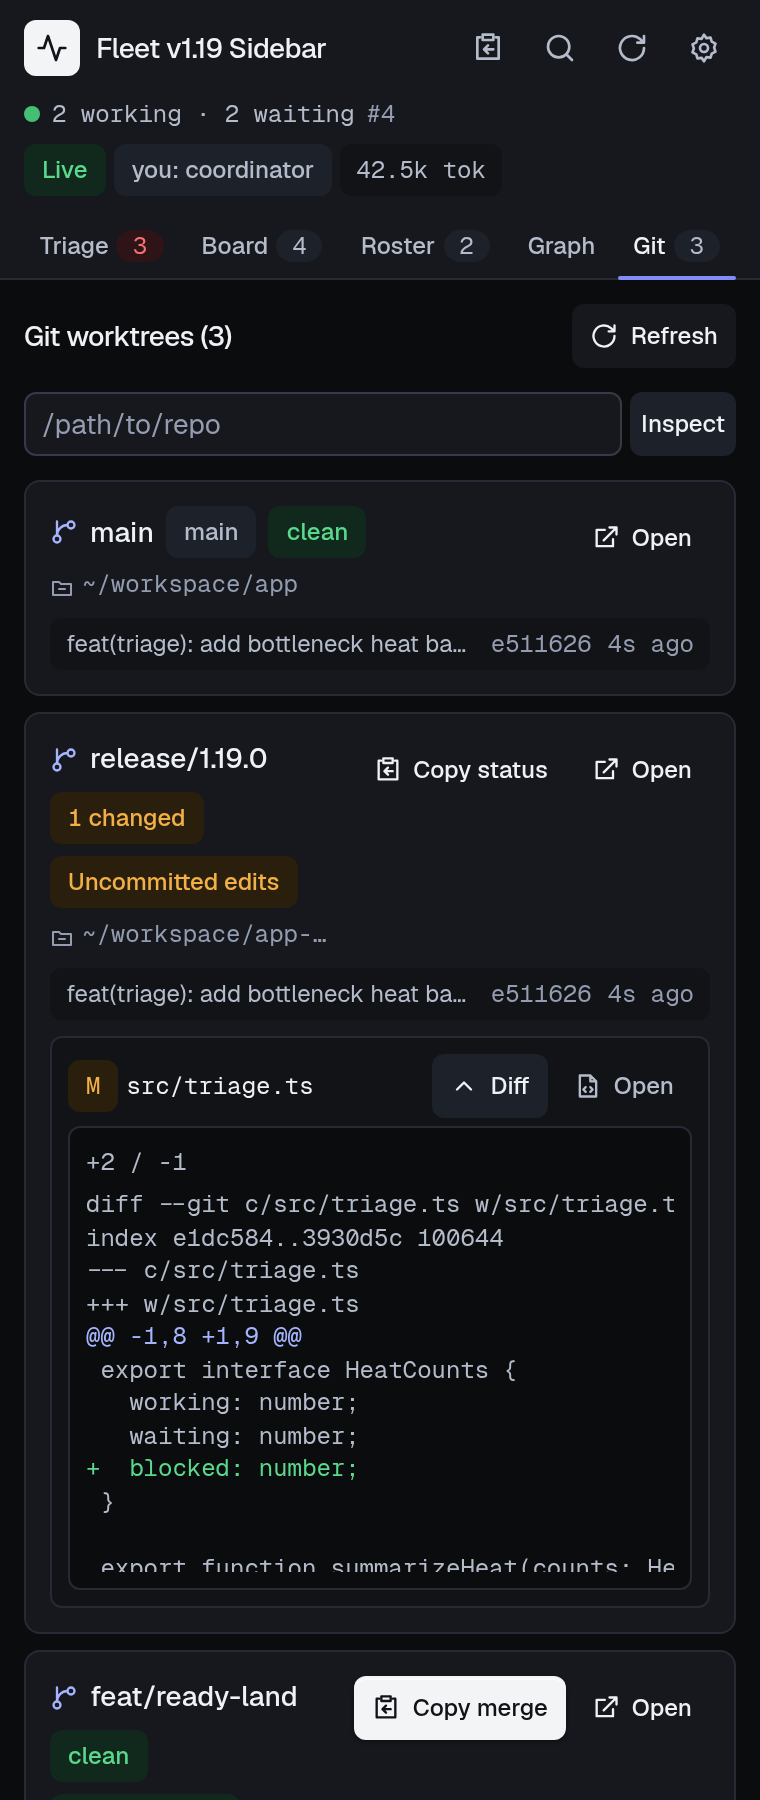 Fleet v1.19 Sidebar
2 working · 2 waiting #4
Live you: coordinator 42.5k tok
Triage 3 Board 4 Roster 2 Graph Git 3
Git worktrees (3) Refresh
/path/to/repo Inspect
main main clean Open
~/workspace/app
feat(triage): add bottleneck heat ba… e511626 4s ago
release/1.19.0 Copy status Open
1 changed
Uncommitted edits
~/workspace/app-…
feat(triage): add bottleneck heat ba… e511626 4s ago
M src/triage.ts Diff Open
+2 / -1
diff --git c/src/triage.ts w/src/triage.t
index e1dc584..3930d5c 100644
--- c/src/triage.ts
+++ w/src/triage.ts
@@ -1,8 +1,9 @@
export interface HeatCounts {
working: number;
waiting: number;
+ blocked: number;
}
export function summarizeHeat(counts: He
feat/ready-land Copy merge Open
clean